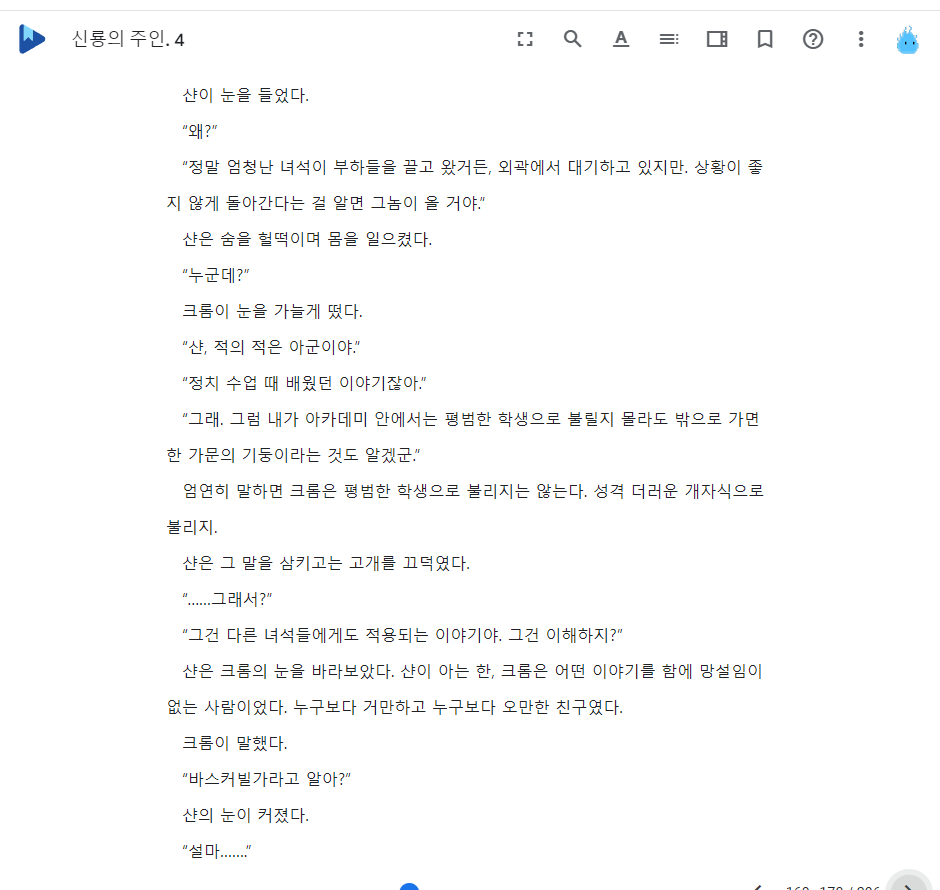 신룡의 주인. 4
샨이 눈을 들었다.
“왜?”
“정말 엄청난 녀석이 부하들을 끌고 왔거든, 외곽에서 대기하고 있지만. 상황이 좋
지 않게 돌아간다는 걸 알면 그놈이 올 거야.”
샨은 숨을 헐떡이며 몸을 일으켰다.
“누군데?”
크롬이 눈을 가늘게 떴다.
“샨, 적의 적은 아군이야.”
“정치 수업 때 배웠던 이야기잖아.”
“그래. 그럼 내가 아카데미 안에서는 평범한 학생으로 불릴지 몰라도 밖으로 가면
한 가문의 기둥이라는 것도 알겠군.”
엄연히 말하면 크롬은 평범한 학생으로 불리지는 않는다. 성격 더러운 개자식으로
불리지.
샨은 그 말을 삼키고는 고개를 끄덕였다.
“……그래서?”
“그건 다른 녀석들에게도 적용되는 이야기야. 그건 이해하지?”
샨은 크롬의 눈을 바라보았다. 샨이 아는 한, 크롬은 어떤 이야기를 함에 망설임이
없는 사람이었다. 누구보다 거만하고 누구보다 오만한 친구였다.
크롬이 말했다.
“바스커빌가라고 알아?”
샨의 눈이 커졌다.
“설마…….”